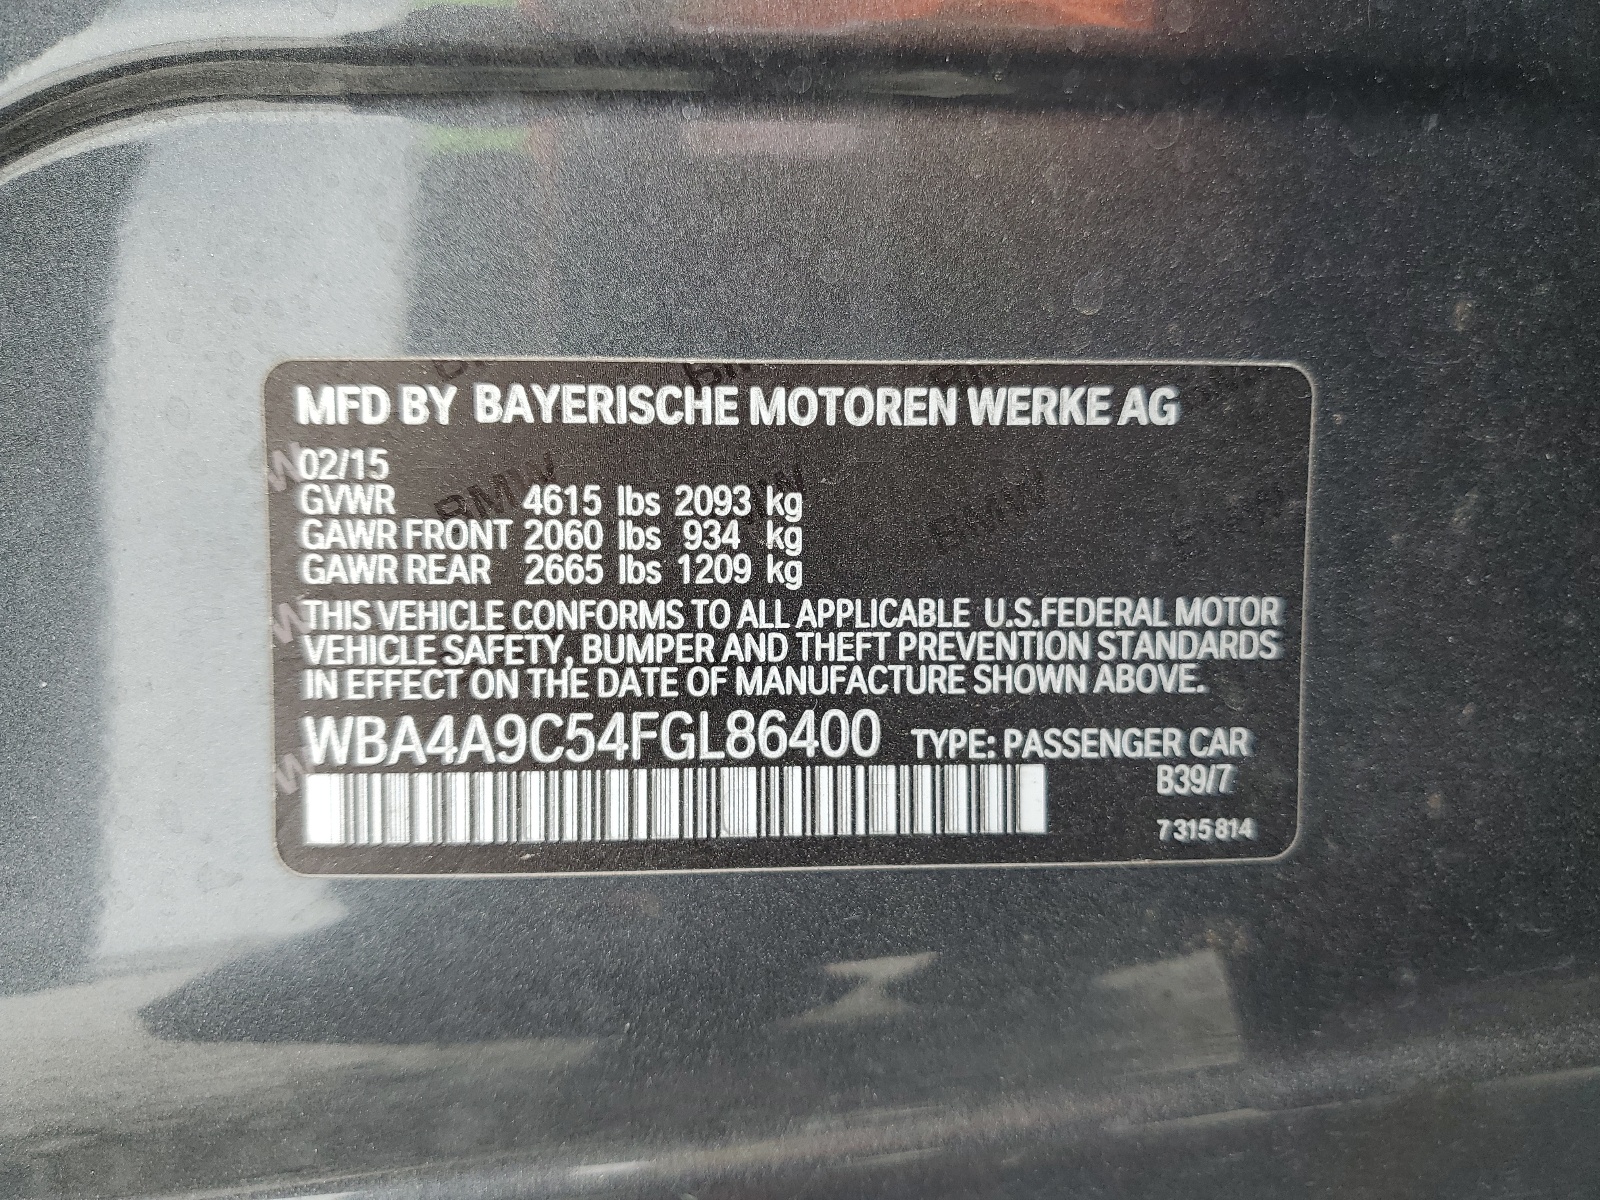 MFD BY BAYERISCHE MOTOREN WERKE AG
02/15
GVWR 4615 lbs 2093 kg
GAWR FRONT 2060 lbs 934 kg
GAWR REAR 2665 lbs 1209 kg
THIS VEHICLE CONFORMS TO ALL APPLICABLE U.S.FEDERAL MOTOR
VEHICLE SAFETY, BUMPER AND THEFT PREVENTION STANDARDS
IN EFFECT ON THE DATE OF MANUFACTURE SHOWN ABOVE.
WBA4A9C54FGL86400 TYPE: PASSENGER CAR
B39/7
7 315 814